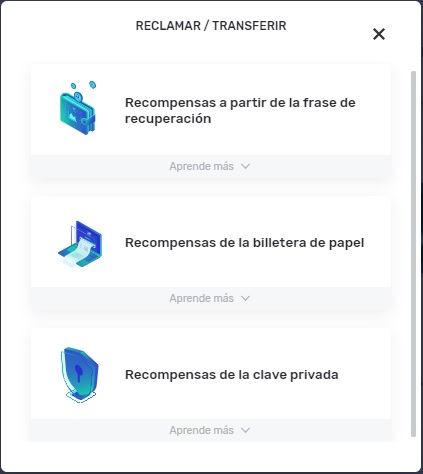 RECLAMAR / TRANSFERIR
Recompensas a partir de la frase de
recuperación
Aprende más
Recompensas de la billetera de papel
Aprende más
Recompensas de la clave privada
Aprende más